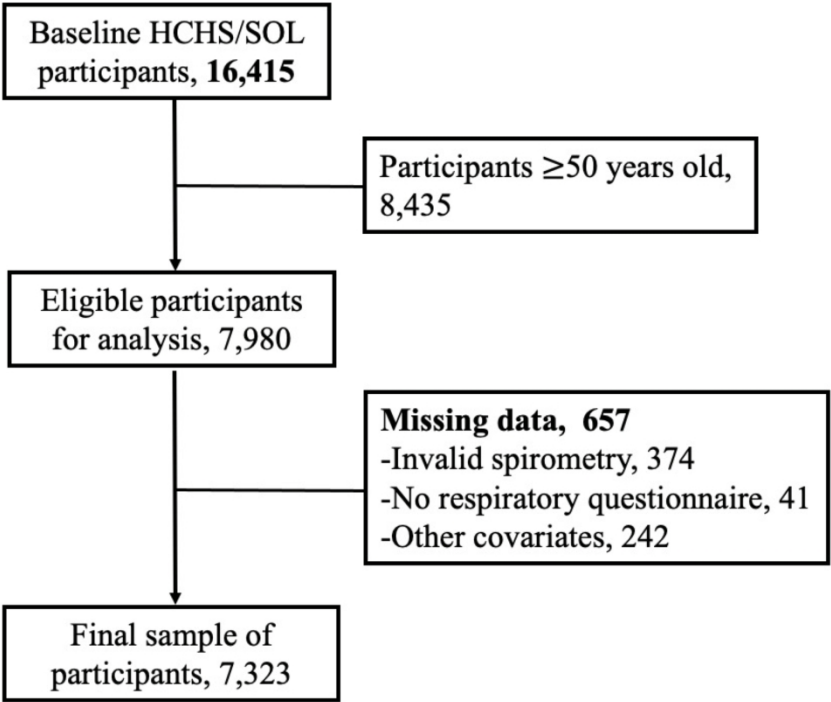 Baseline HCHS/SOL
participants, 16,415
Participants ≥50 years old,
8,435
Eligible participants
for analysis, 7,980
Missing data,  657
-Invalid spirometry, 374
-No respiratory questionnaire, 41
-Other covariates, 242
Final sample of
participants, 7,323